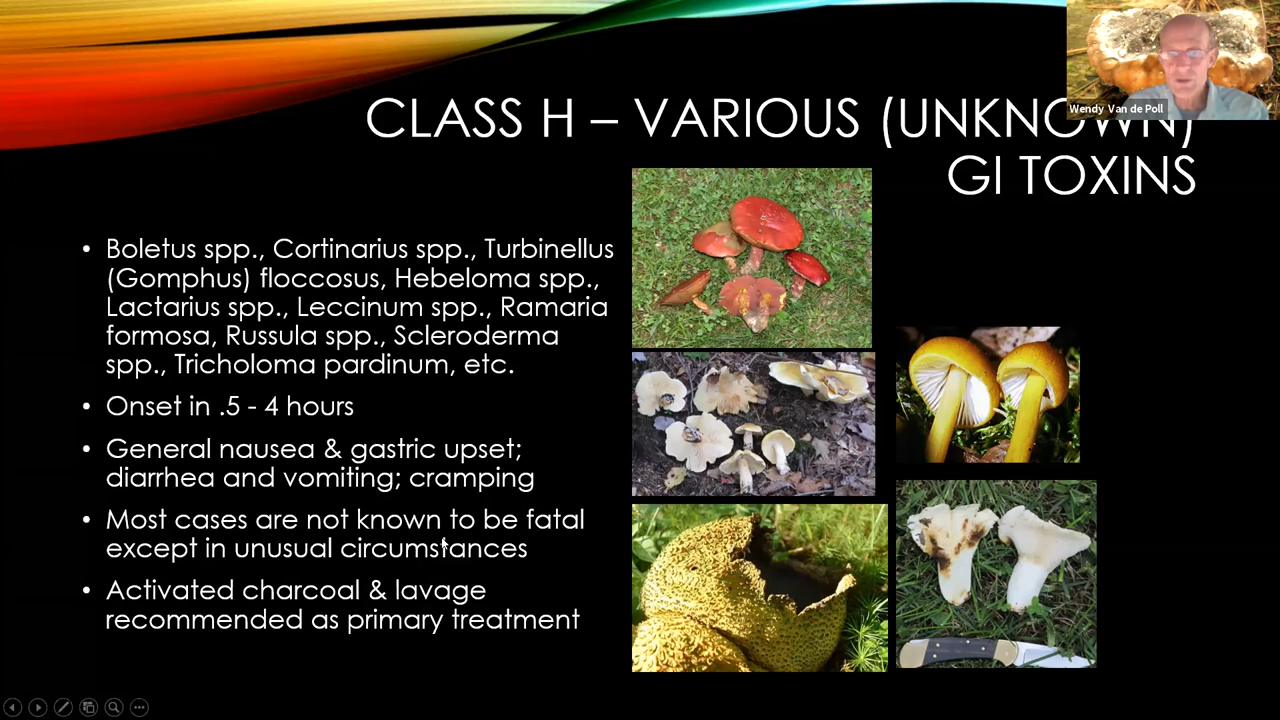 Wendy Van de Poll
CLASS H – VARIOUS (UNKNOWN)
GI TOXINS
• Boletus spp., Cortinarius spp., Turbinellus
(Gomphus) floccosus, Hebeloma spp.,
Lactarius spp., Leccinum spp., Ramaria
formosa, Russula spp., Scleroderma
spp., Tricholoma pardinum, etc.
• Onset in .5 - 4 hours
• General nausea & gastric upset;
diarrhea and vomiting; cramping
• Most cases are not known to be fatal
except in unusual circumstances
• Activated charcoal & lavage
recommended as primary treatment